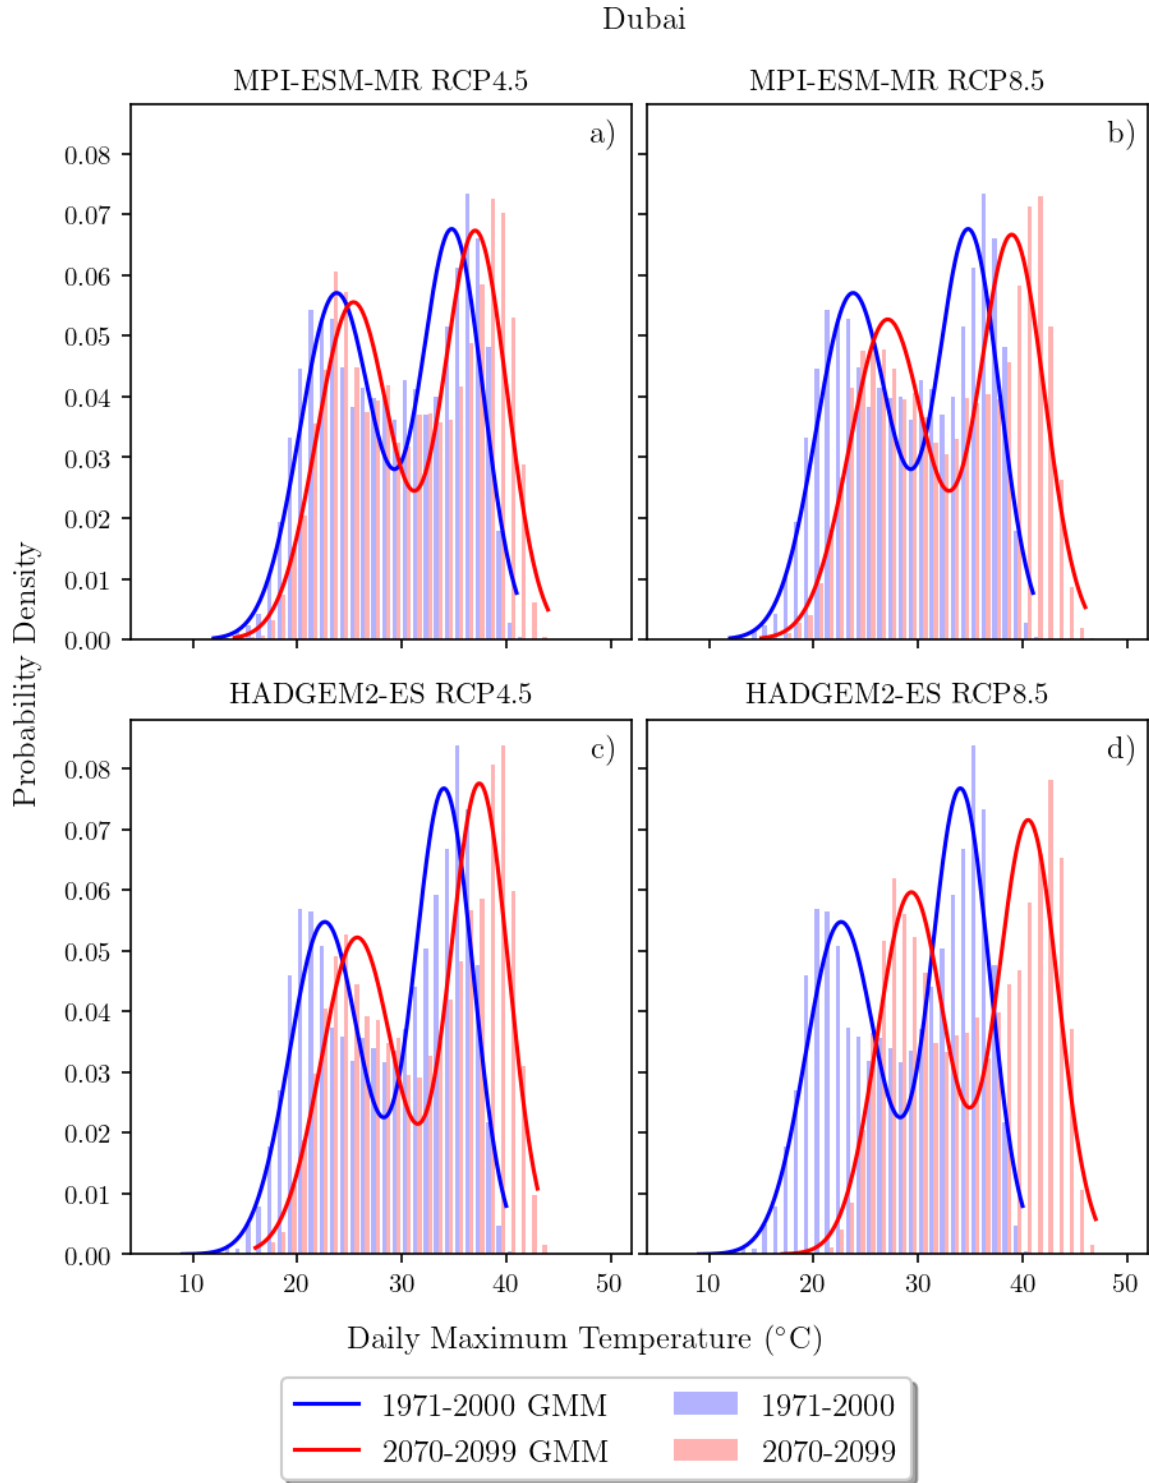 Dubai
MPI-ESM-MR RCP4.5
MPI-ESM-MR RCP8.5
a)
b)
0.08
0.07
0.06
0.05
0.04
0.03
0.02
0.01
0.00
HADGEM2-ES RCP4.5
HADGEM2-ES RCP8.5
c)
d)
0.08
0.07
0.06
0.05
0.04
0.03
0.02
0.01
0.00
Probability Density
10 20 30 40 50
10 20 30 40 50
Daily Maximum Temperature (°C)
1971-2000 GMM
1971-2000
2070-2099 GMM
2070-2099